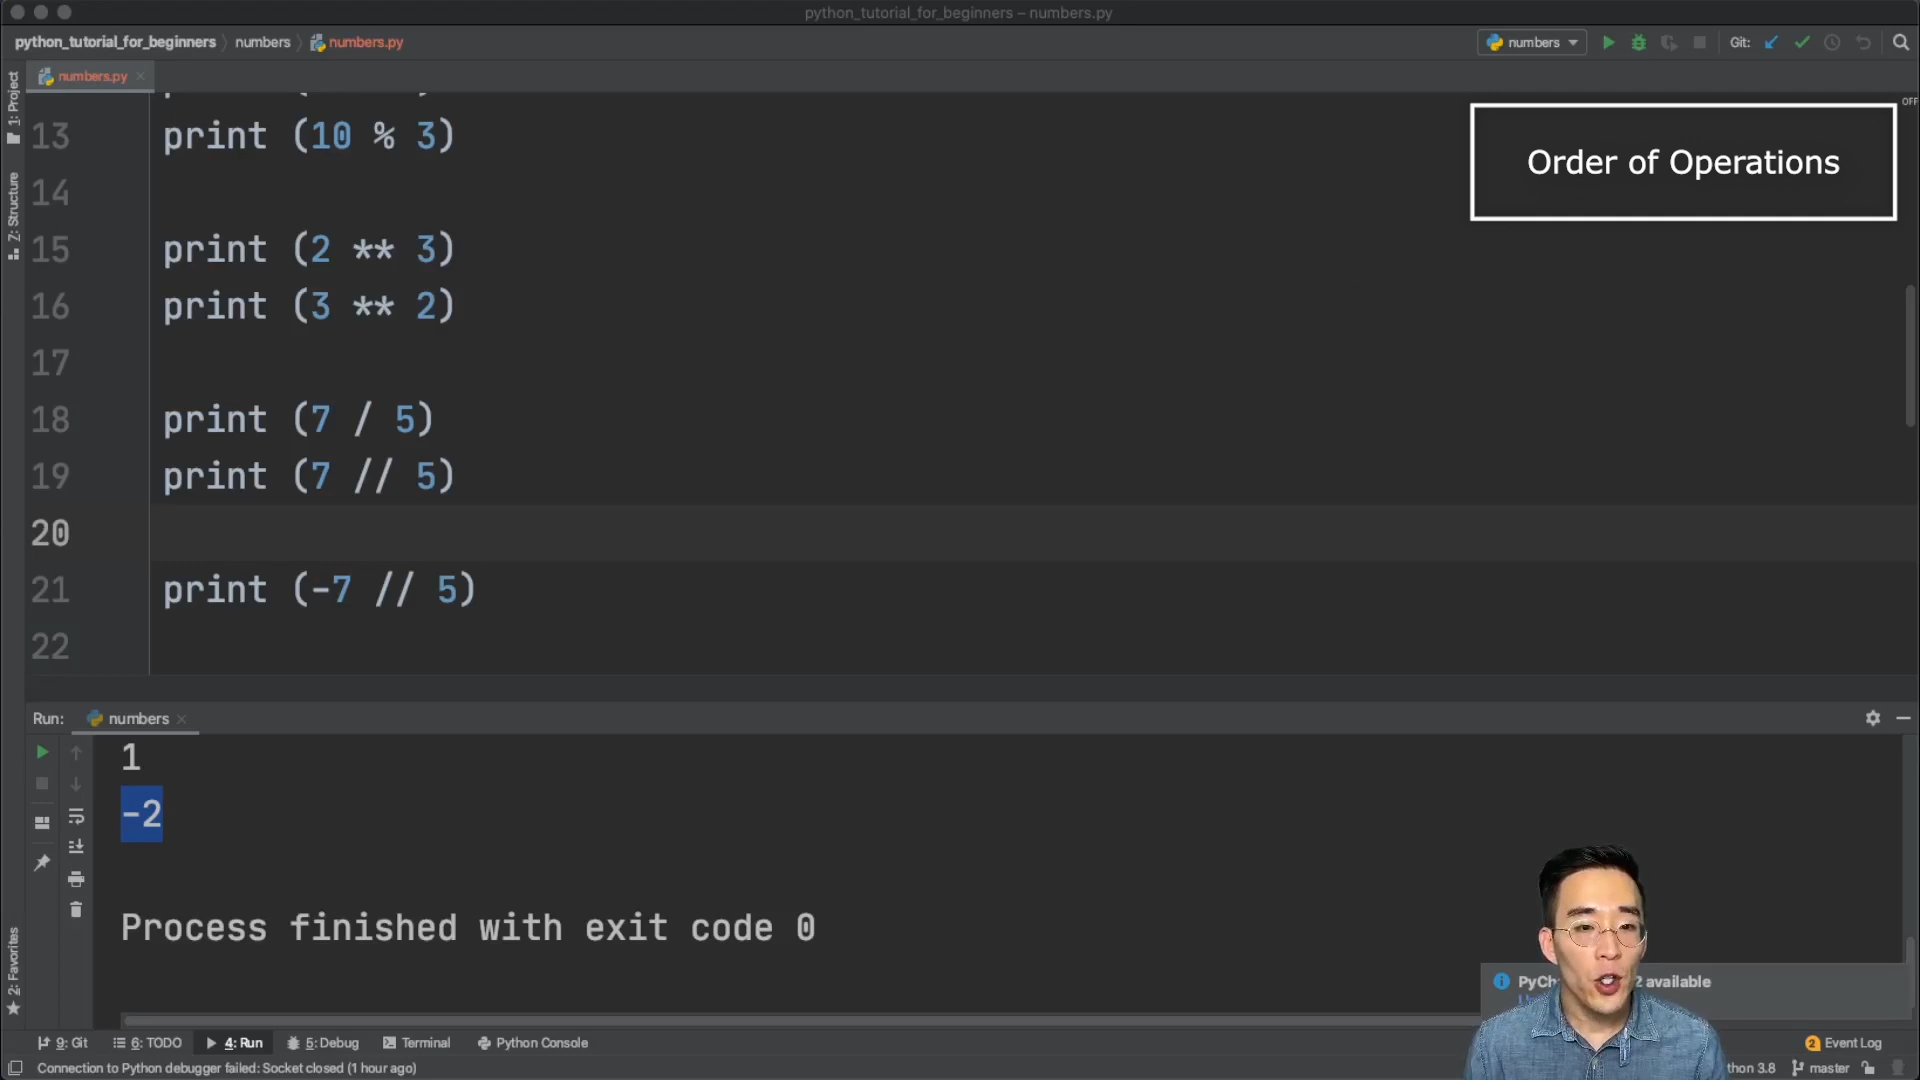 python_tutorial_for_beginners – numbers.py
python_tutorial_for_beginners numbers numbers.py
numbers Git:
numbers.py
1: Project
Z: Structure
2: Favorites
OFF
Order of Operations
13 print (10 % 3)
14
15 print (2 ** 3)
16 print (3 ** 2)
17
18 print (7 / 5)
19 print (7 // 5)
20
21 print (-7 // 5)
22
Run: numbers
1
-2
Process finished with exit code 0
2 available
9: Git 6: TODO 4: Run 5: Debug Terminal Python Console
2 Event Log
Connection to Python debugger failed: Socket closed (1 hour ago)
thon 3.8 master